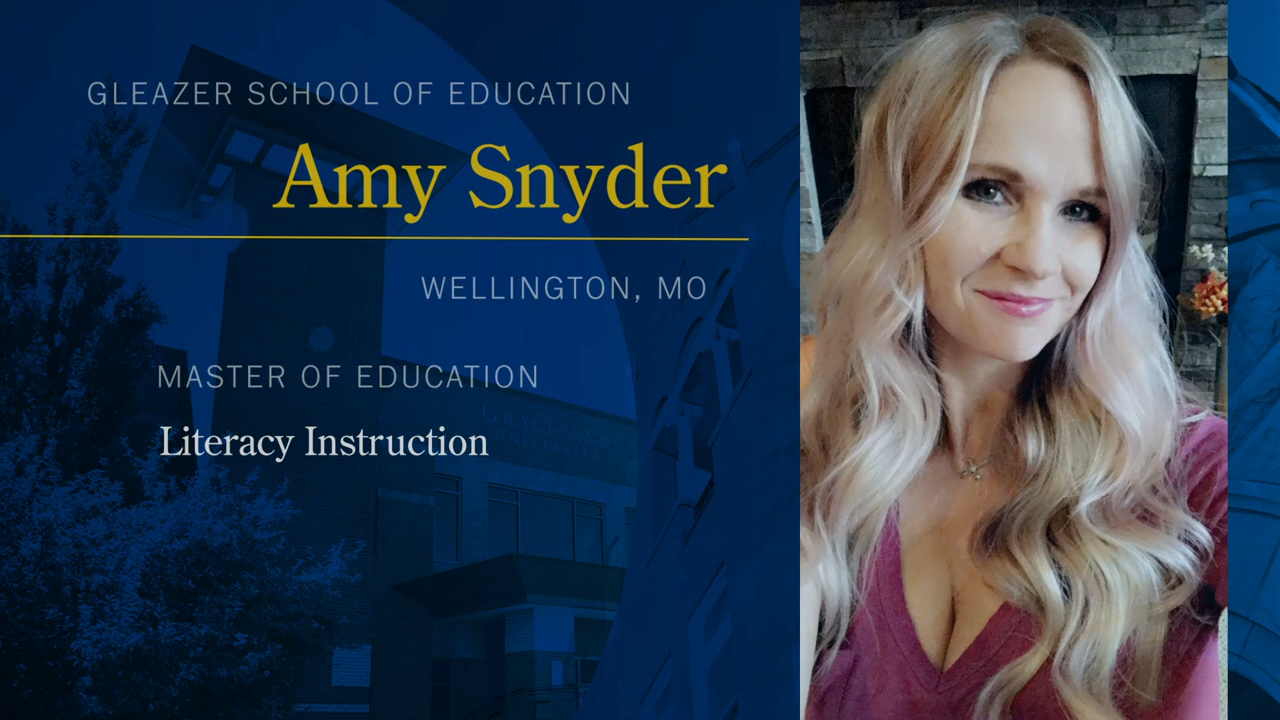 GLEAZER SCHOOL OF EDUCATION
Amy Snyder
WELLINGTON, MO
MASTER OF EDUCATION
Literacy Instruction